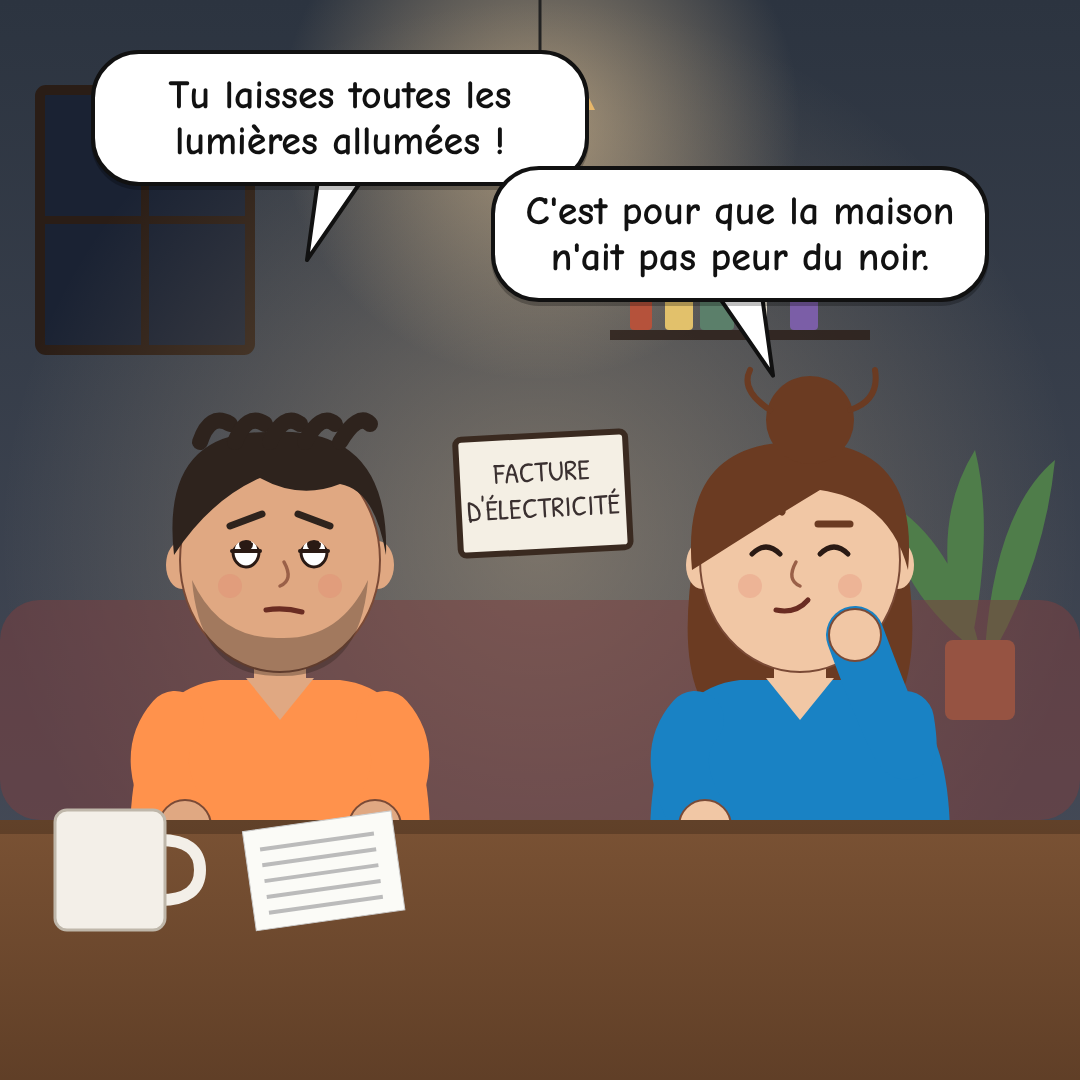 Tu laisses toutes les
lumières allumées !
C'est pour que la maison
n'ait pas peur du noir.
FACTURE
D'ÉLECTRICITÉ